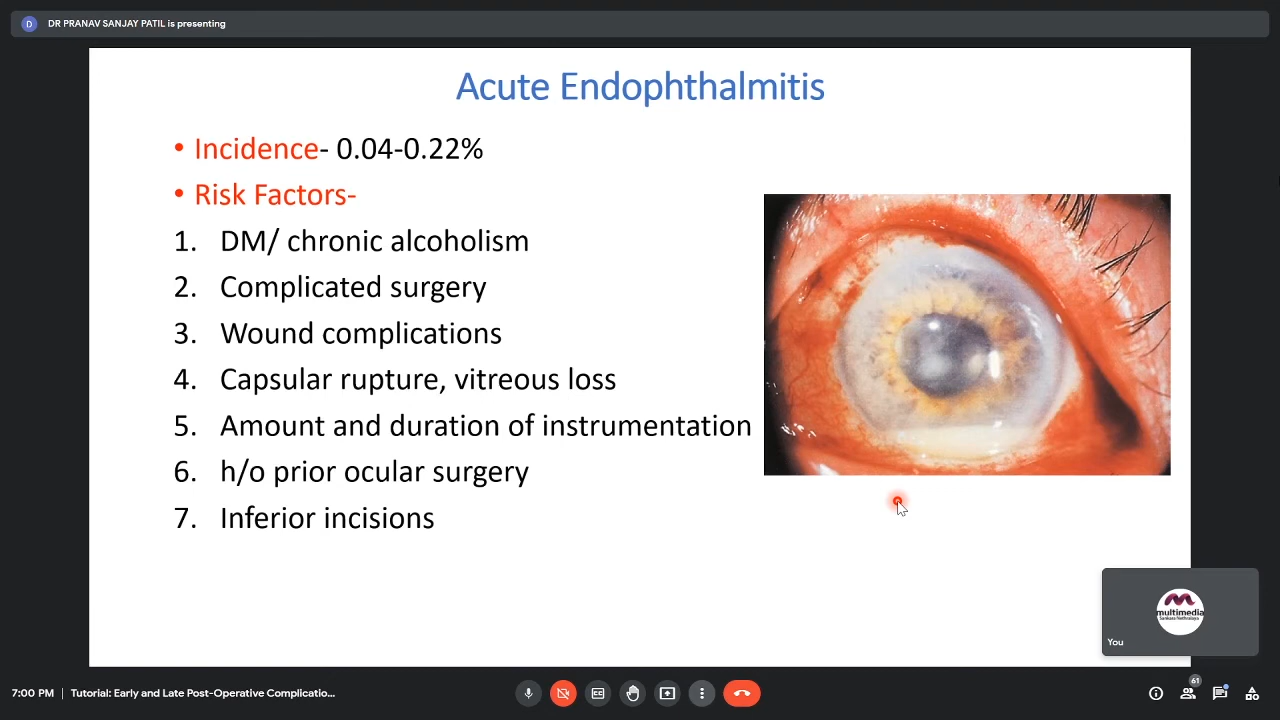 D DR PRANAV SANJAY PATIL is presenting
Acute Endophthalmitis
• Incidence- 0.04-0.22%
• Risk Factors-
1. DM/ chronic alcoholism
2. Complicated surgery
3. Wound complications
4. Capsular rupture, vitreous loss
5. Amount and duration of instrumentation
6. h/o prior ocular surgery
7. Inferior incisions
multimedia
Sankara Nethralaya
You
61
7:00 PM | Tutorial: Early and Late Post-Operative Complicatio...